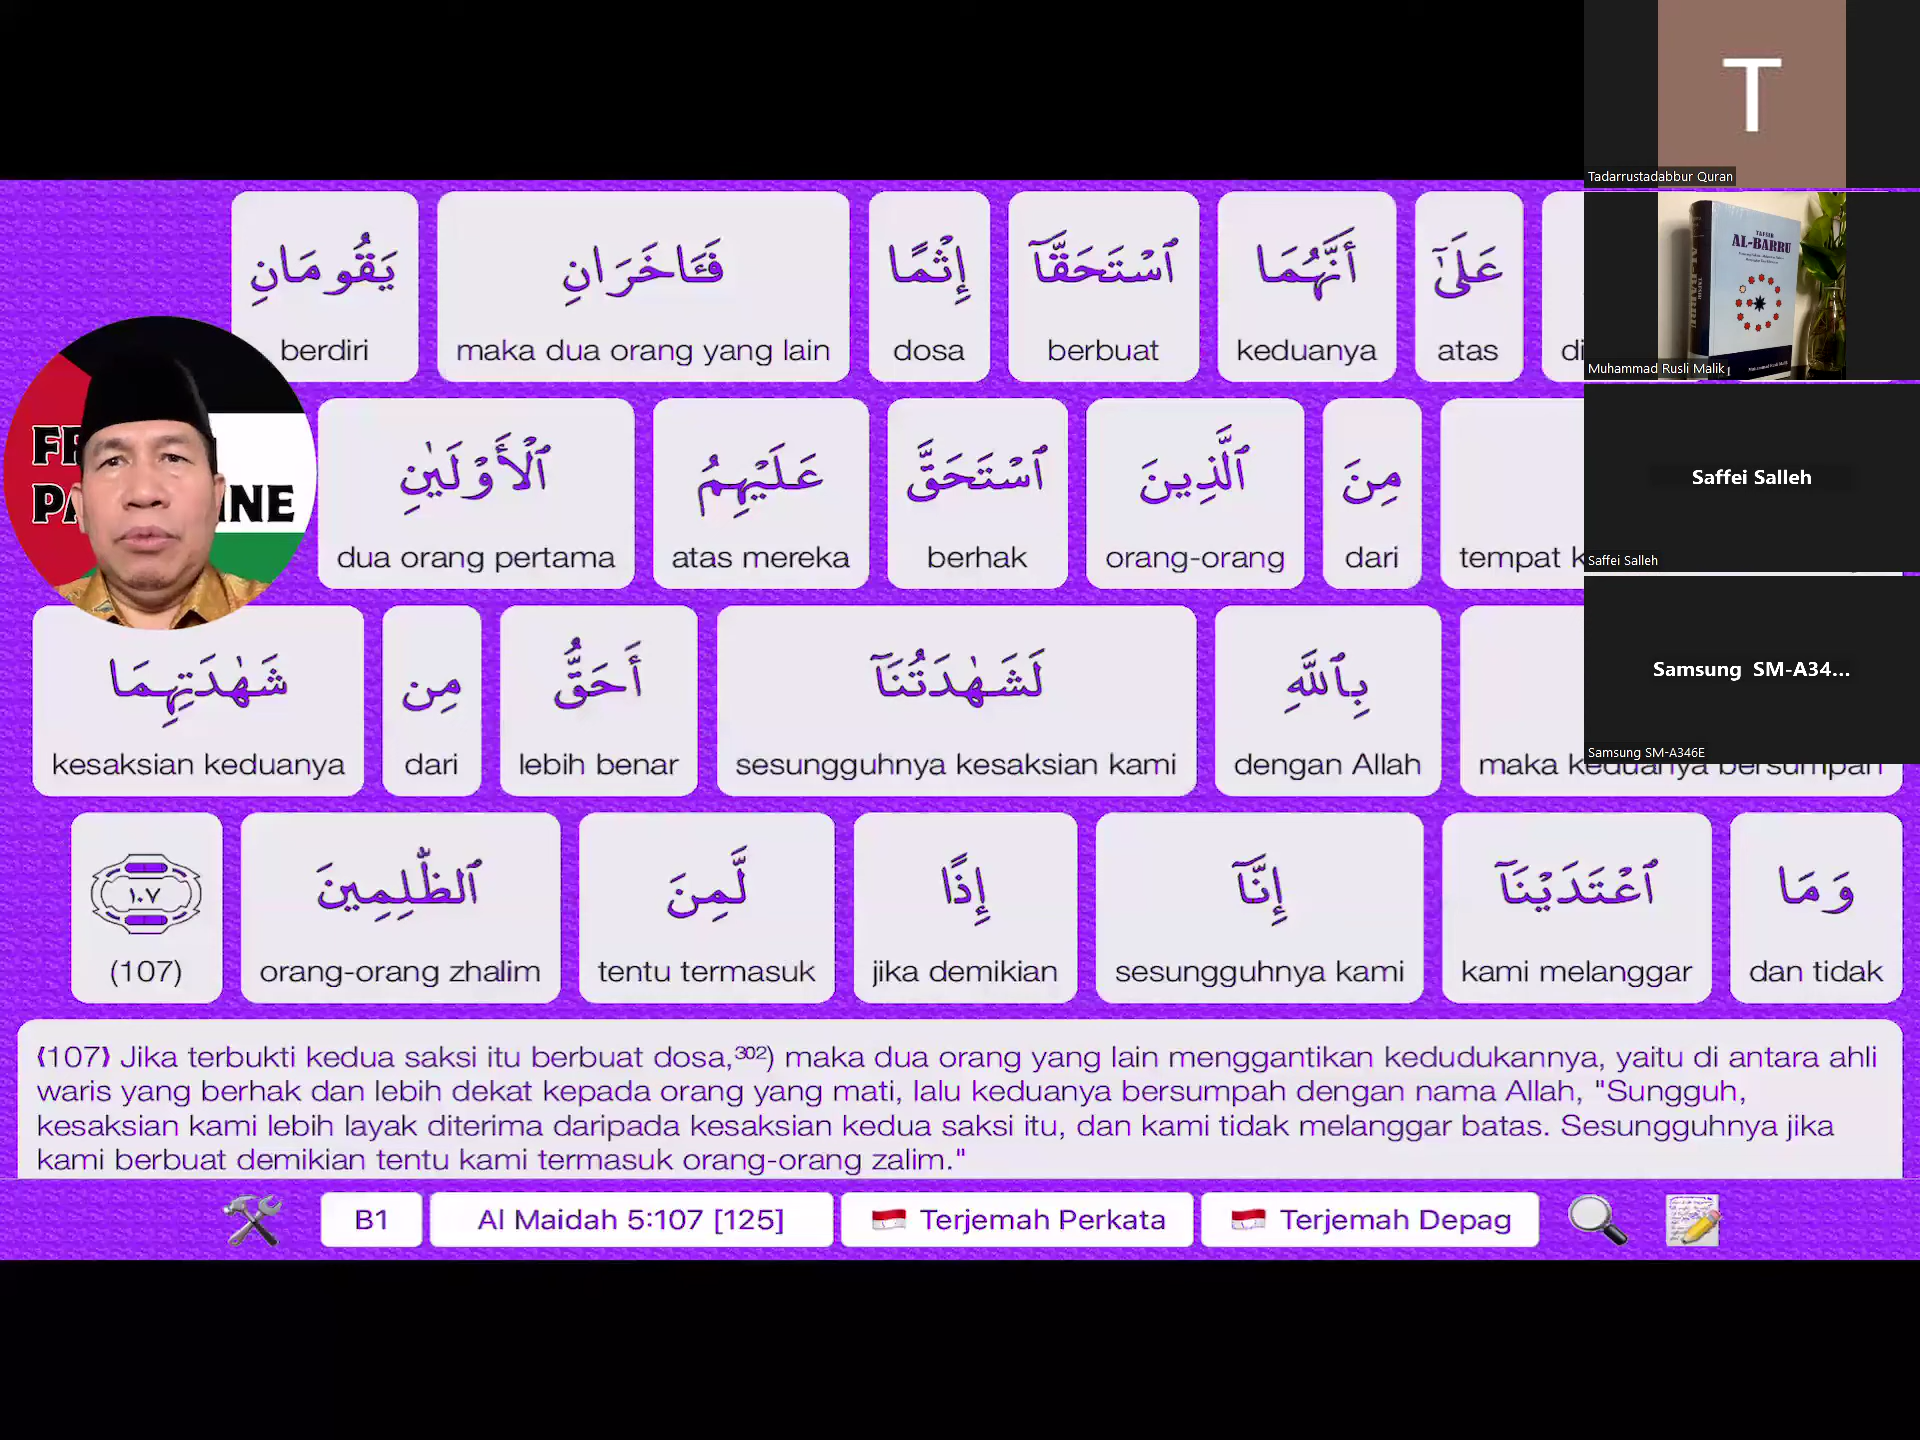 T
Tadarrustadabbur Quran
TAFSIR
AL-BARRU
Muhammad Rusli Malik
Saffei Salleh
Saffei Salleh
Samsung SM-A34...
Samsung SM-A346E
عَلَىٰٓ أَنَّهُمَا ٱسْتَحَقَّآ إِثْمًا فَـَٔاخَرَانِ يَقُومَانِ
atas keduanya berbuat dosa maka dua orang yang lain berdiri
مِنَ ٱلَّذِينَ ٱسْتَحَقَّ عَلَيْهِمُ ٱلْأَوْلَيَٰنِ
tempat dari orang-orang berhak atas mereka dua orang pertama
بِٱللَّهِ لَشَهَٰدَتُنَآ أَحَقُّ مِن شَهَٰدَتِهِمَا
maka keduanya bersumpah dengan Allah sesungguhnya kesaksian kami lebih benar dari kesaksian keduanya
وَمَا ٱعْتَدَيْنَآ إِنَّآ إِذًا لَّمِنَ ٱلظَّٰلِمِينَ ١٠٧
dan tidak kami melanggar sesungguhnya kami jika demikian tentu termasuk orang-orang zhalim (107)
(107) Jika terbukti kedua saksi itu berbuat dosa,302) maka dua orang yang lain menggantikan kedudukannya, yaitu di antara ahli
waris yang berhak dan lebih dekat kepada orang yang mati, lalu keduanya bersumpah dengan nama Allah, "Sungguh,
kesaksian kami lebih layak diterima daripada kesaksian kedua saksi itu, dan kami tidak melanggar batas. Sesungguhnya jika
kami berbuat demikian tentu kami termasuk orang-orang zalim."
B1 Al Maidah 5:107 [125] Terjemah Perkata Terjemah Depag